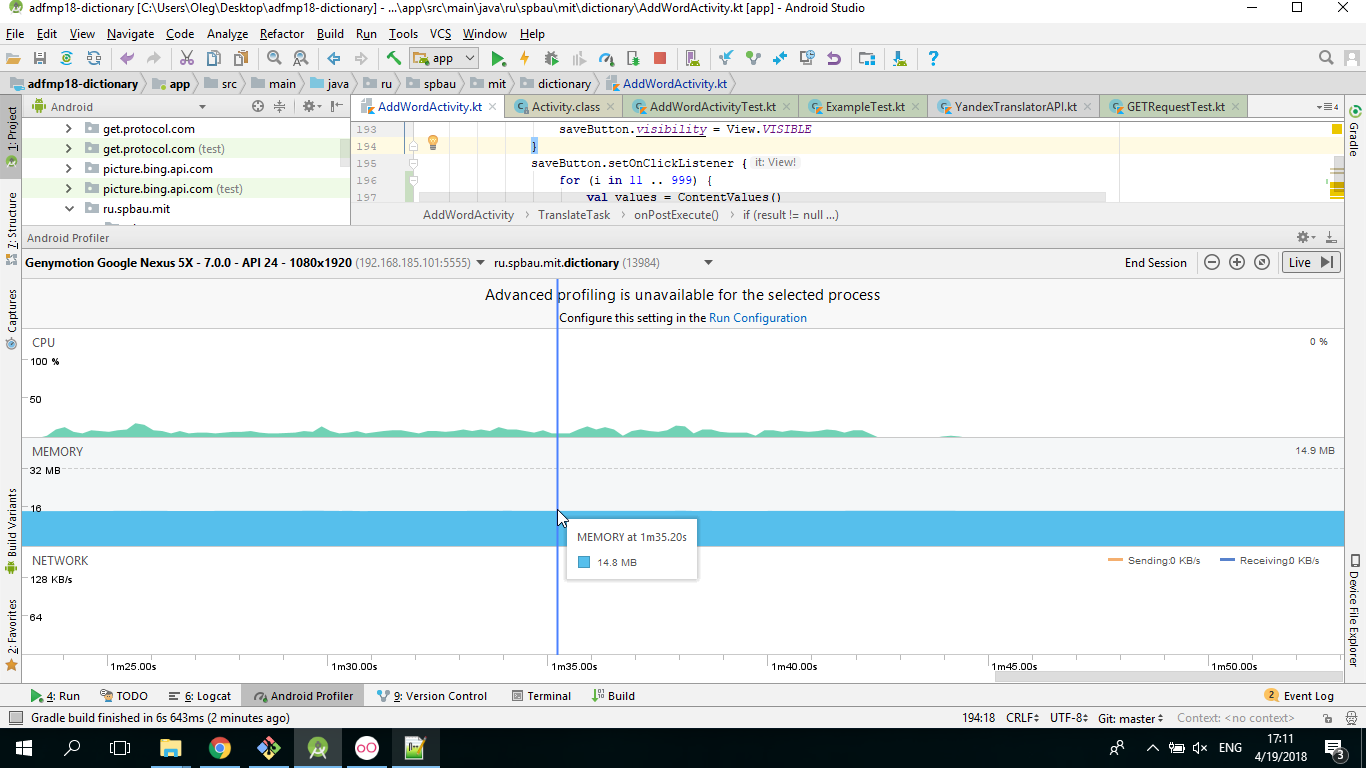 adfmp18-dictionary [C:\Users\Oleg\Desktop\adfmp18-dictionary] - ...\app\src\main\java\ru\spbau\mit\dictionary\AddWordActivity.kt [app] - Android Studio
File Edit View Navigate Code Analyze Refactor Build Run Tools VCS Window Help
app
adfmp18-dictionary app src main java ru spbau mit dictionary AddWordActivity.kt
Android
AddWordActivity.kt Activity.class AddWordActivityTest.kt ExampleTest.kt YandexTranslatorAPI.kt GETRequestTest.kt
4
get.protocol.com
get.protocol.com (test)
picture.bing.api.com
picture.bing.api.com (test)
ru.spbau.mit
193 saveButton.visibility = View.VISIBLE
194 }
195 saveButton.setOnClickListener { it: View!
196 for (i in 11 .. 999) {
197 val values = ContentValues()
AddWordActivity TranslateTask onPostExecute() if (result != null ...)
1: Project
7: Structure
Captures
Build Variants
2: Favorites
Gradle
Device File Explorer
Android Profiler
Genymotion Google Nexus 5X - 7.0.0 - API 24 - 1080x1920 (192.168.185.101:5555) ru.spbau.mit.dictionary (13984) End Session Live
Advanced profiling is unavailable for the selected process
Configure this setting in the Run Configuration
CPU 0 %
100 %
50
MEMORY 14.9 MB
32 MB
16
MEMORY at 1m35.20s
14.8 MB
NETWORK Sending:0 KB/s Receiving:0 KB/s
128 KB/s
64
1m25.00s 1m30.00s 1m35.00s 1m40.00s 1m45.00s 1m50.00s
4: Run TODO 6: Logcat Android Profiler 9: Version Control Terminal Build 2 Event Log
Gradle build finished in 6s 643ms (2 minutes ago) 194:18 CRLF UTF-8 Git: master Context: <no context>
ENG
17:11
4/19/2018
3